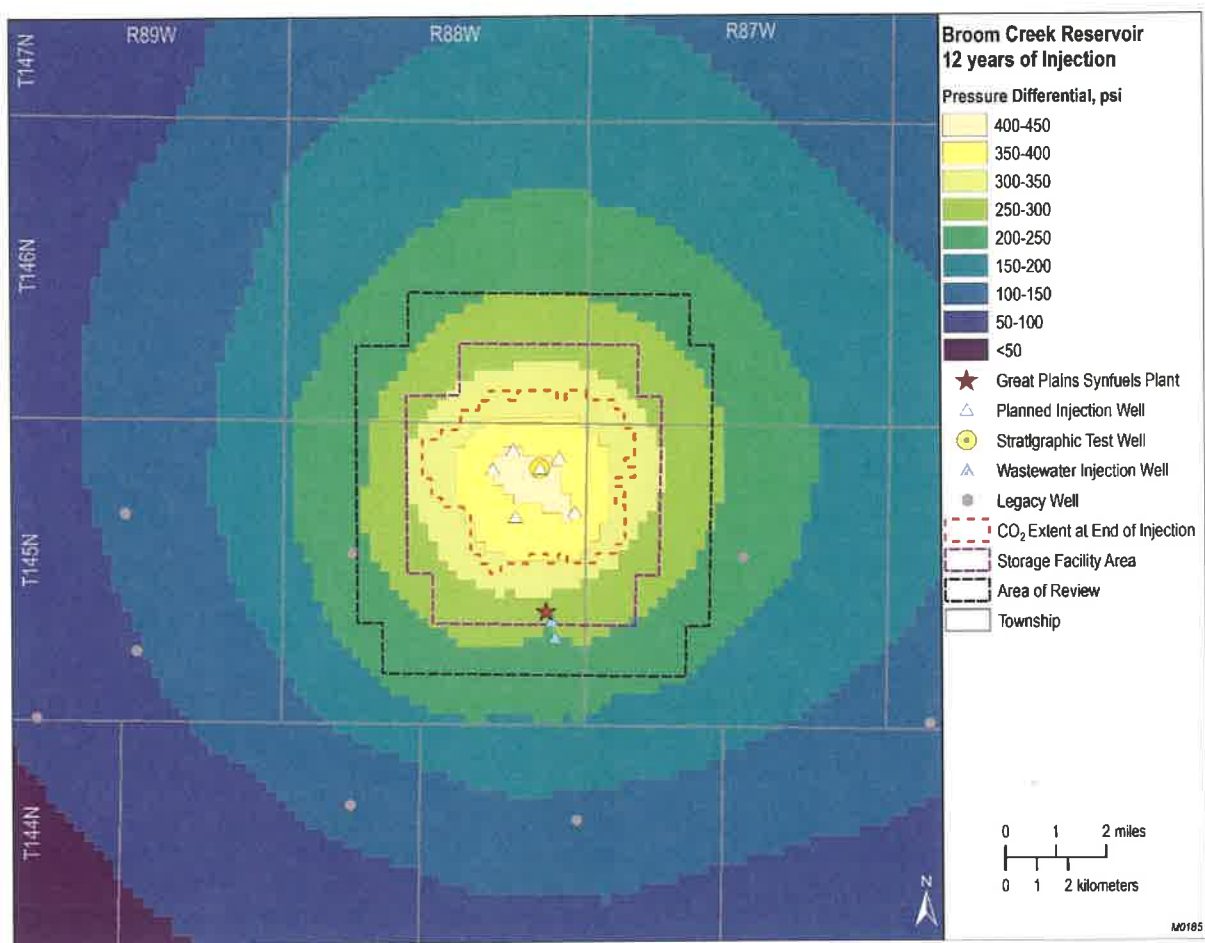 R89W
R88W
R87W
T147N
T146N
T145N
T144N
Broom Creek Reservoir
12 years of Injection
Pressure Differential, psi
400-450
350-400
300-350
250-300
200-250
150-200
100-150
50-100
<50
Great Plains Synfuels Plant
Planned Injection Well
Stratigraphic Test Well
Wastewater Injection Well
Legacy Well
CO₂ Extent at End of Injection
Storage Facility Area
Area of Review
Township
0 1 2 miles
0 1 2 kilometers
N
M0185